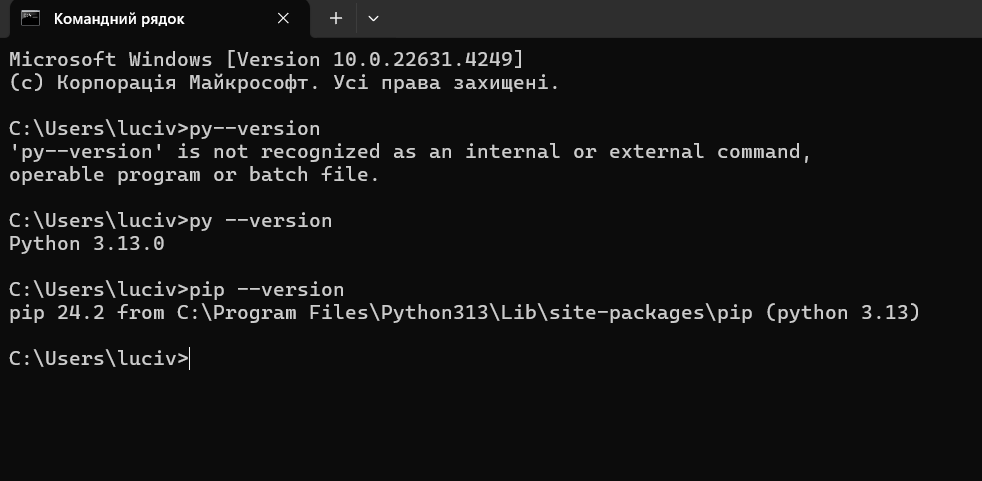 Командний рядок
Microsoft Windows [Version 10.0.22631.4249]
(c) Корпорація Майкрософт. Усі права захищені.
C:\Users\luciv>py--version
'py--version' is not recognized as an internal or external command,
operable program or batch file.
C:\Users\luciv>py --version
Python 3.13.0
C:\Users\luciv>pip --version
pip 24.2 from C:\Program Files\Python313\Lib\site-packages\pip (python 3.13)
C:\Users\luciv>